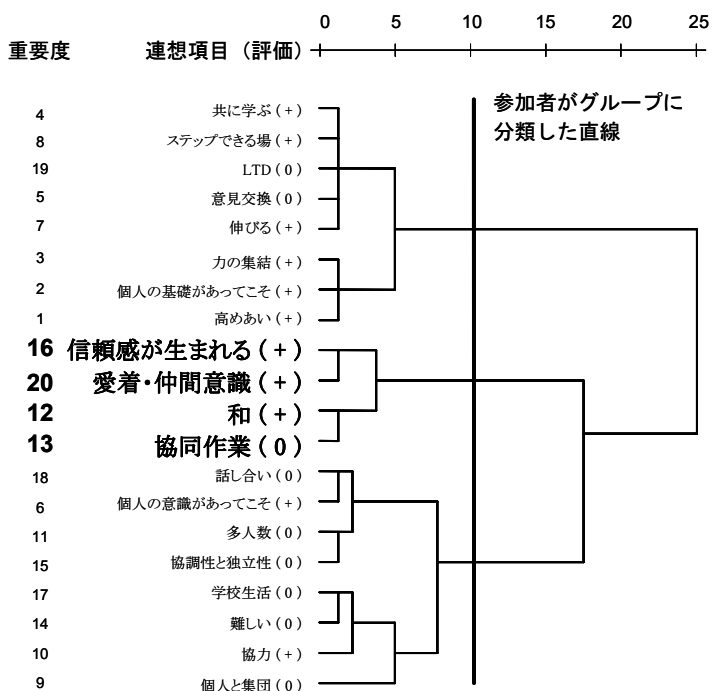 0 5 10 15 20 25
重要度 連想項目（評価）
参加者がグループに
分類した直線
4 共に学ぶ(+)
8 ステップできる場(+)
19 LTD(0)
5 意見交換(0)
7 伸びる(+)
3 力の集結(+)
2 個人の基礎があってこそ(+)
1 高めあい(+)
16 信頼感が生まれる(+)
20 愛着・仲間意識(+)
12 和(+)
13 協同作業(0)
18 話し合い(0)
6 個人の意識があってこそ(+)
11 多人数(0)
15 協調性と独立性(0)
17 学校生活(0)
14 難しい(0)
10 協力(+)
9 個人と集団(0)